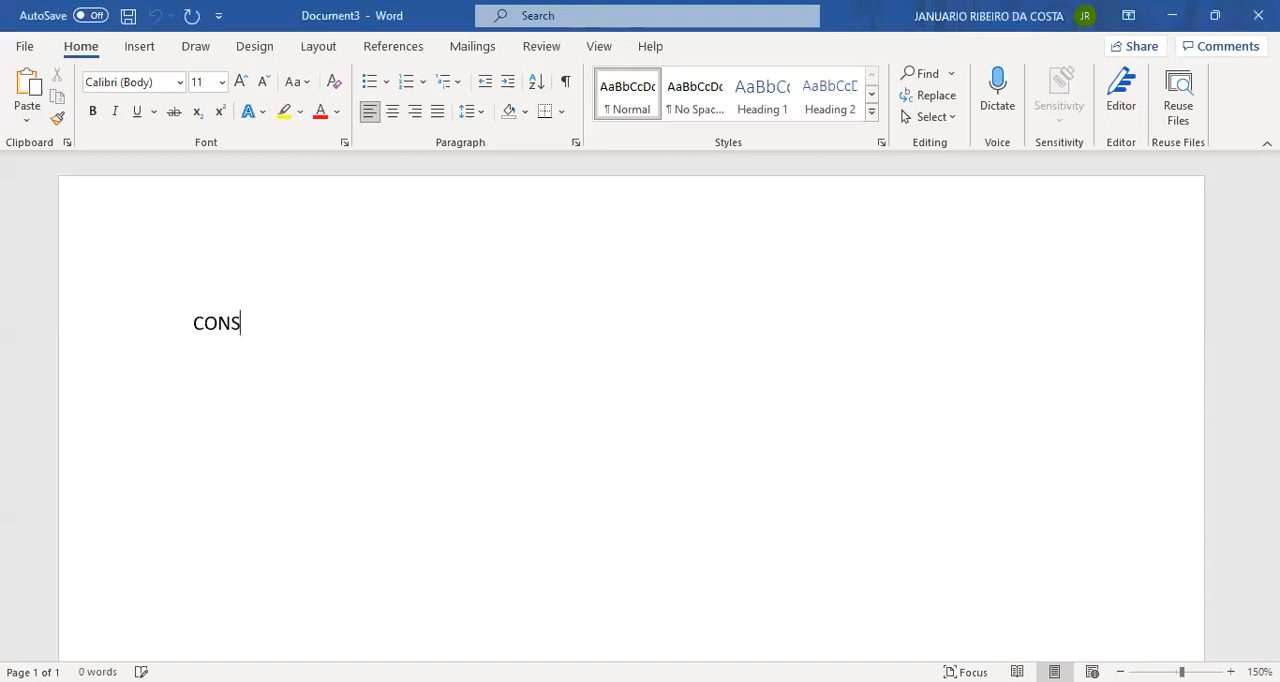 AutoSave Off Document3 - Word Search JANUARIO RIBEIRO DA COSTA JR
File Home Insert Draw Design Layout References Mailings Review View Help Share Comments
Paste
Clipboard
Calibri (Body) 11
Font
Paragraph
AaBbCcDc AaBbCcDc AaBbCc AaBbCcD
¶ Normal ¶ No Spac... Heading 1 Heading 2
Styles
Find
Replace
Select
Editing
Dictate
Voice
Sensitivity
Sensitivity
Editor
Editor
Reuse
Files
Reuse Files
CONS
Page 1 of 1 0 words Focus 150%